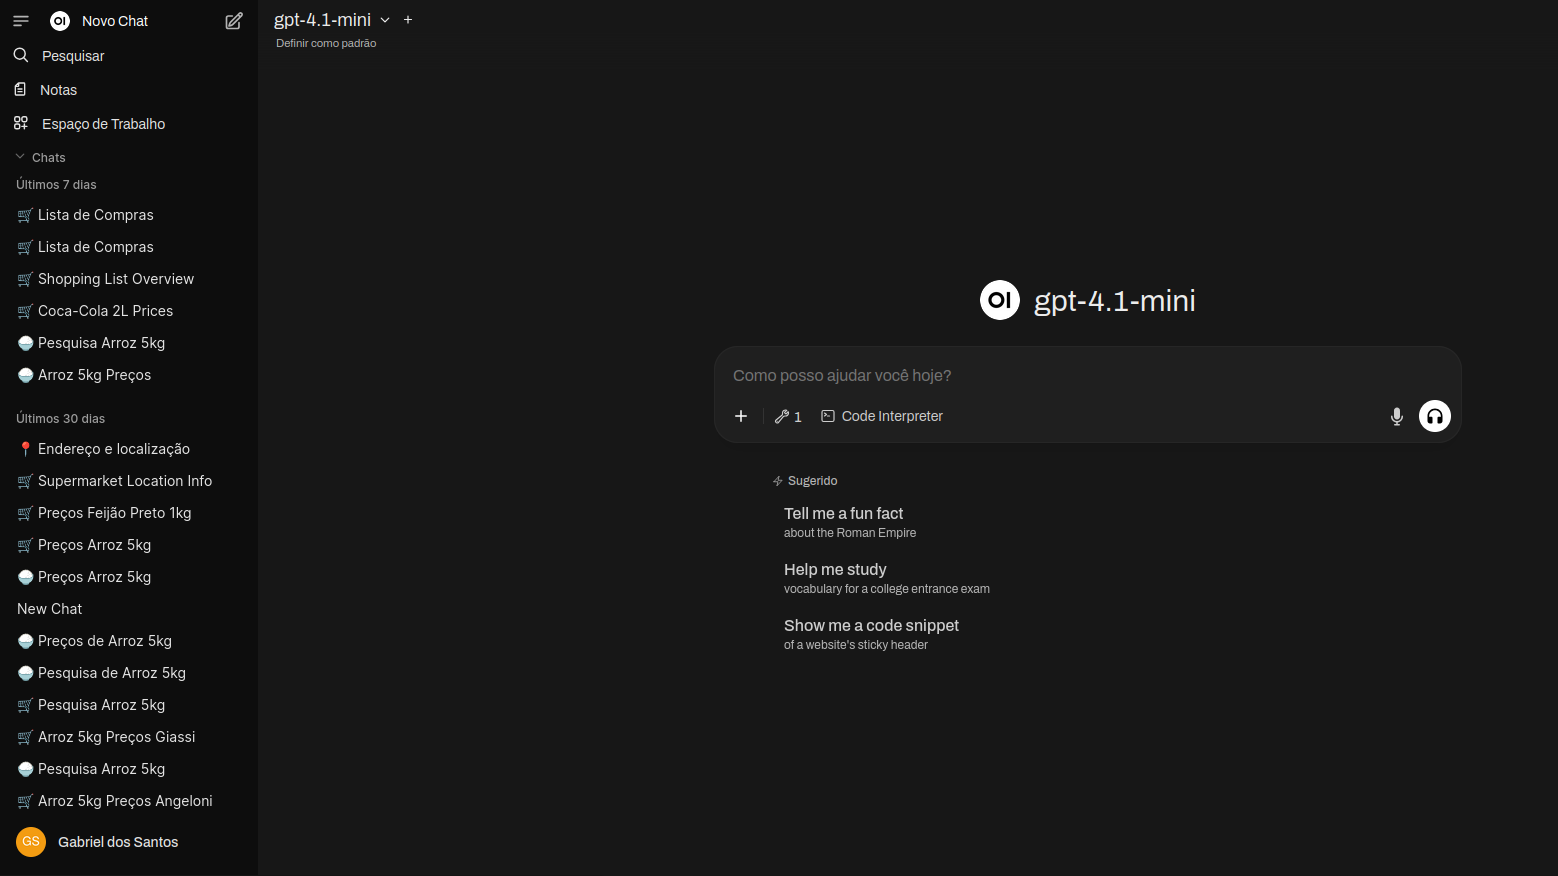 OI Novo Chat
Pesquisar
Notas
Espaço de Trabalho
Chats
Últimos 7 dias
🛒 Lista de Compras
🛒 Lista de Compras
🛒 Shopping List Overview
🛒 Coca-Cola 2L Prices
🍚 Pesquisa Arroz 5kg
🍚 Arroz 5kg Preços
Últimos 30 dias
📍 Endereço e localização
🛒 Supermarket Location Info
🛒 Preços Feijão Preto 1kg
🛒 Preços Arroz 5kg
🍚 Preços Arroz 5kg
New Chat
🍚 Preços de Arroz 5kg
🍚 Pesquisa de Arroz 5kg
🛒 Pesquisa Arroz 5kg
🛒 Arroz 5kg Preços Giassi
🍚 Pesquisa Arroz 5kg
🛒 Arroz 5kg Preços Angeloni
GS Gabriel dos Santos
gpt-4.1-mini
Definir como padrão
OI gpt-4.1-mini
Como posso ajudar você hoje?
1 Code Interpreter
Sugerido
Tell me a fun fact
about the Roman Empire
Help me study
vocabulary for a college entrance exam
Show me a code snippet
of a website's sticky header